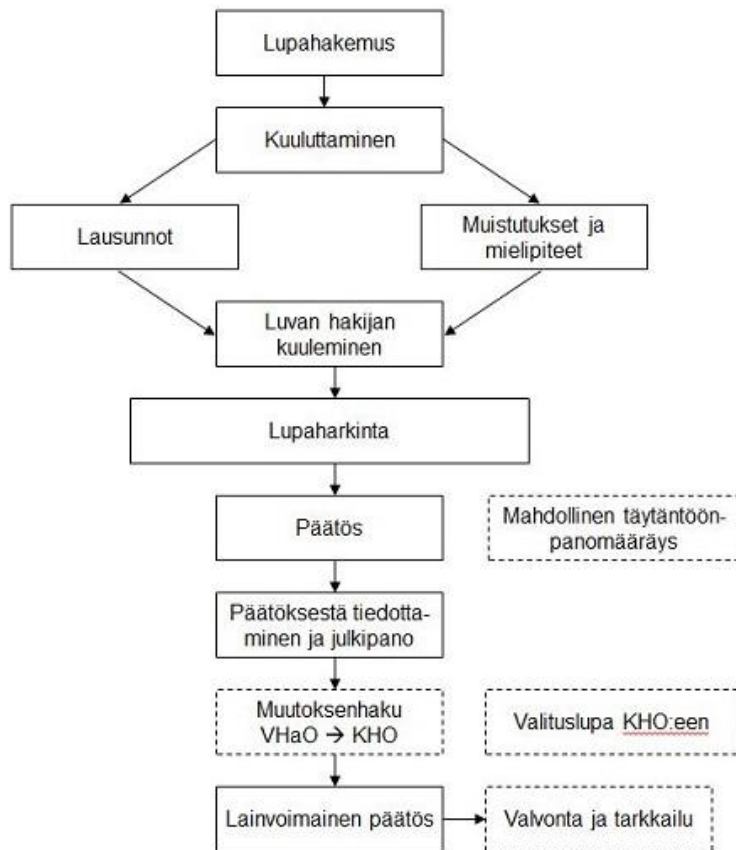 Lupahakemus
Kuuluttaminen
Lausunnot
Muistutukset ja
mielipiteet
Luvan hakijan
kuuleminen
Lupaharkinta
Päätös
Mahdollinen täytäntöön-
panomääräys
Päätöksestä tiedotta-
minen ja julkipano
Muutoksenhaku
VHaO → KHO
Valituslupa KHO:een
Lainvoimainen päätös
Valvonta ja tarkkailu